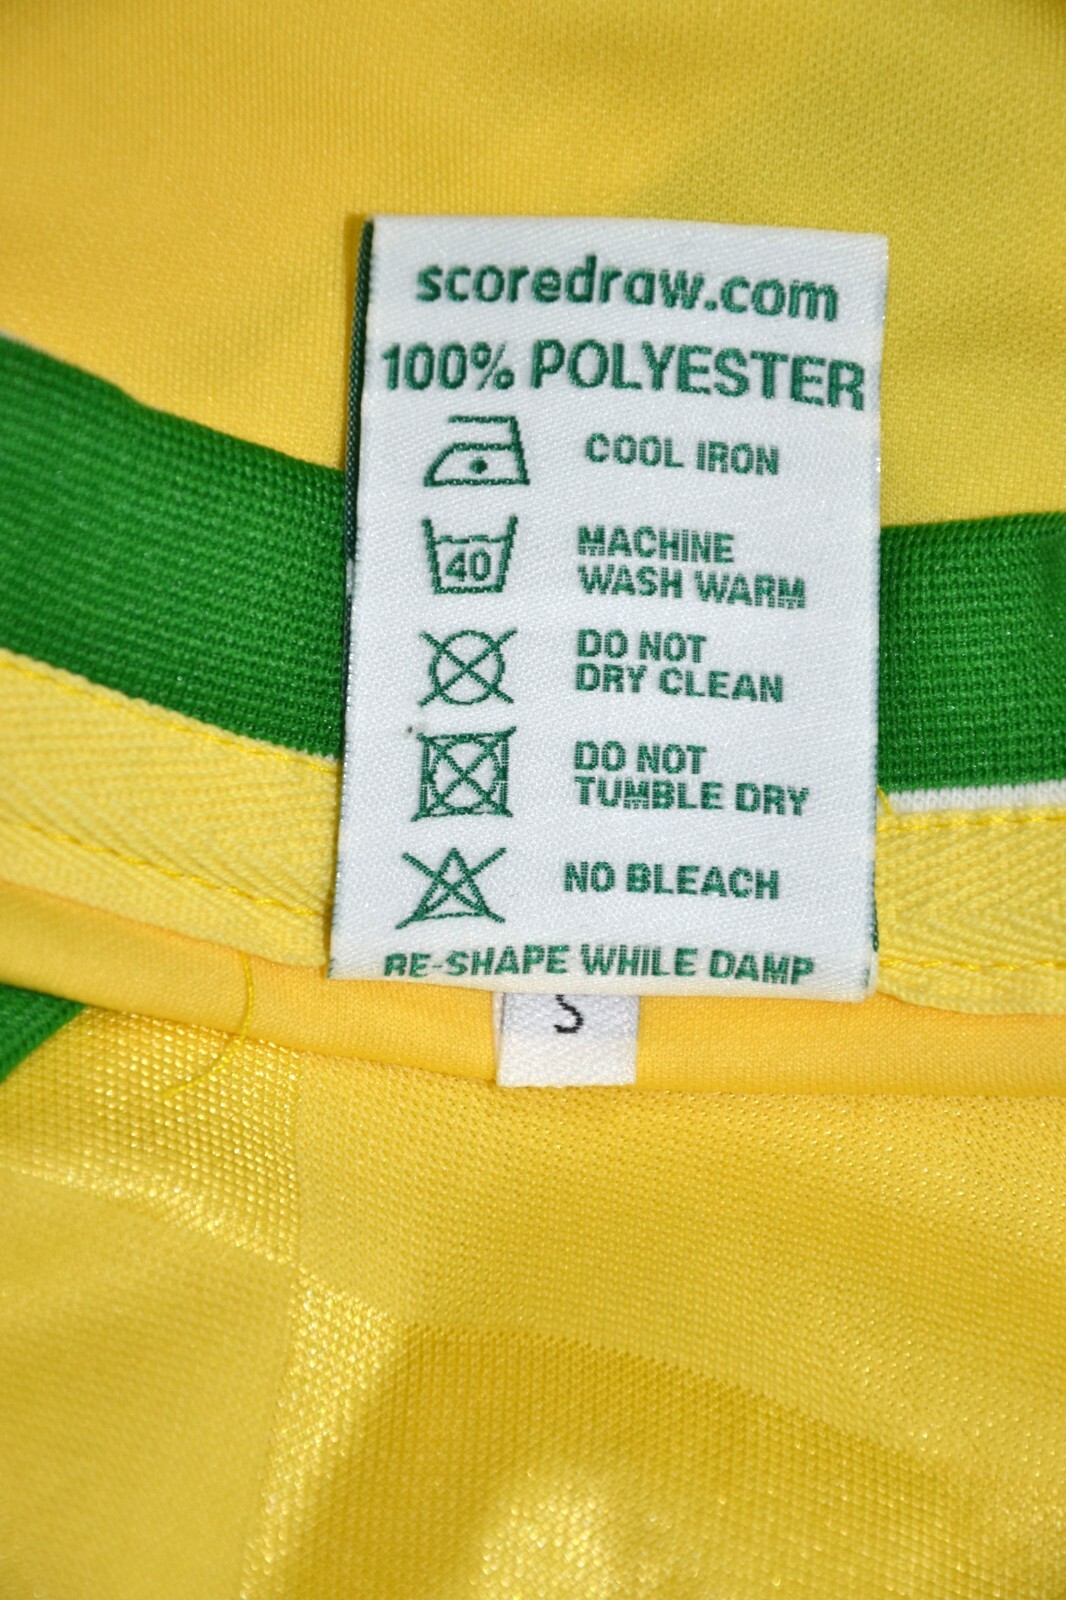 scoredraw.com
100% POLYESTER
COOL IRON
40
MACHINE
WASH WARM
DO NOT
DRY CLEAN
DO NOT
TUMBLE DRY
NO BLEACH
RE-SHAPE WHILE DAMP
S